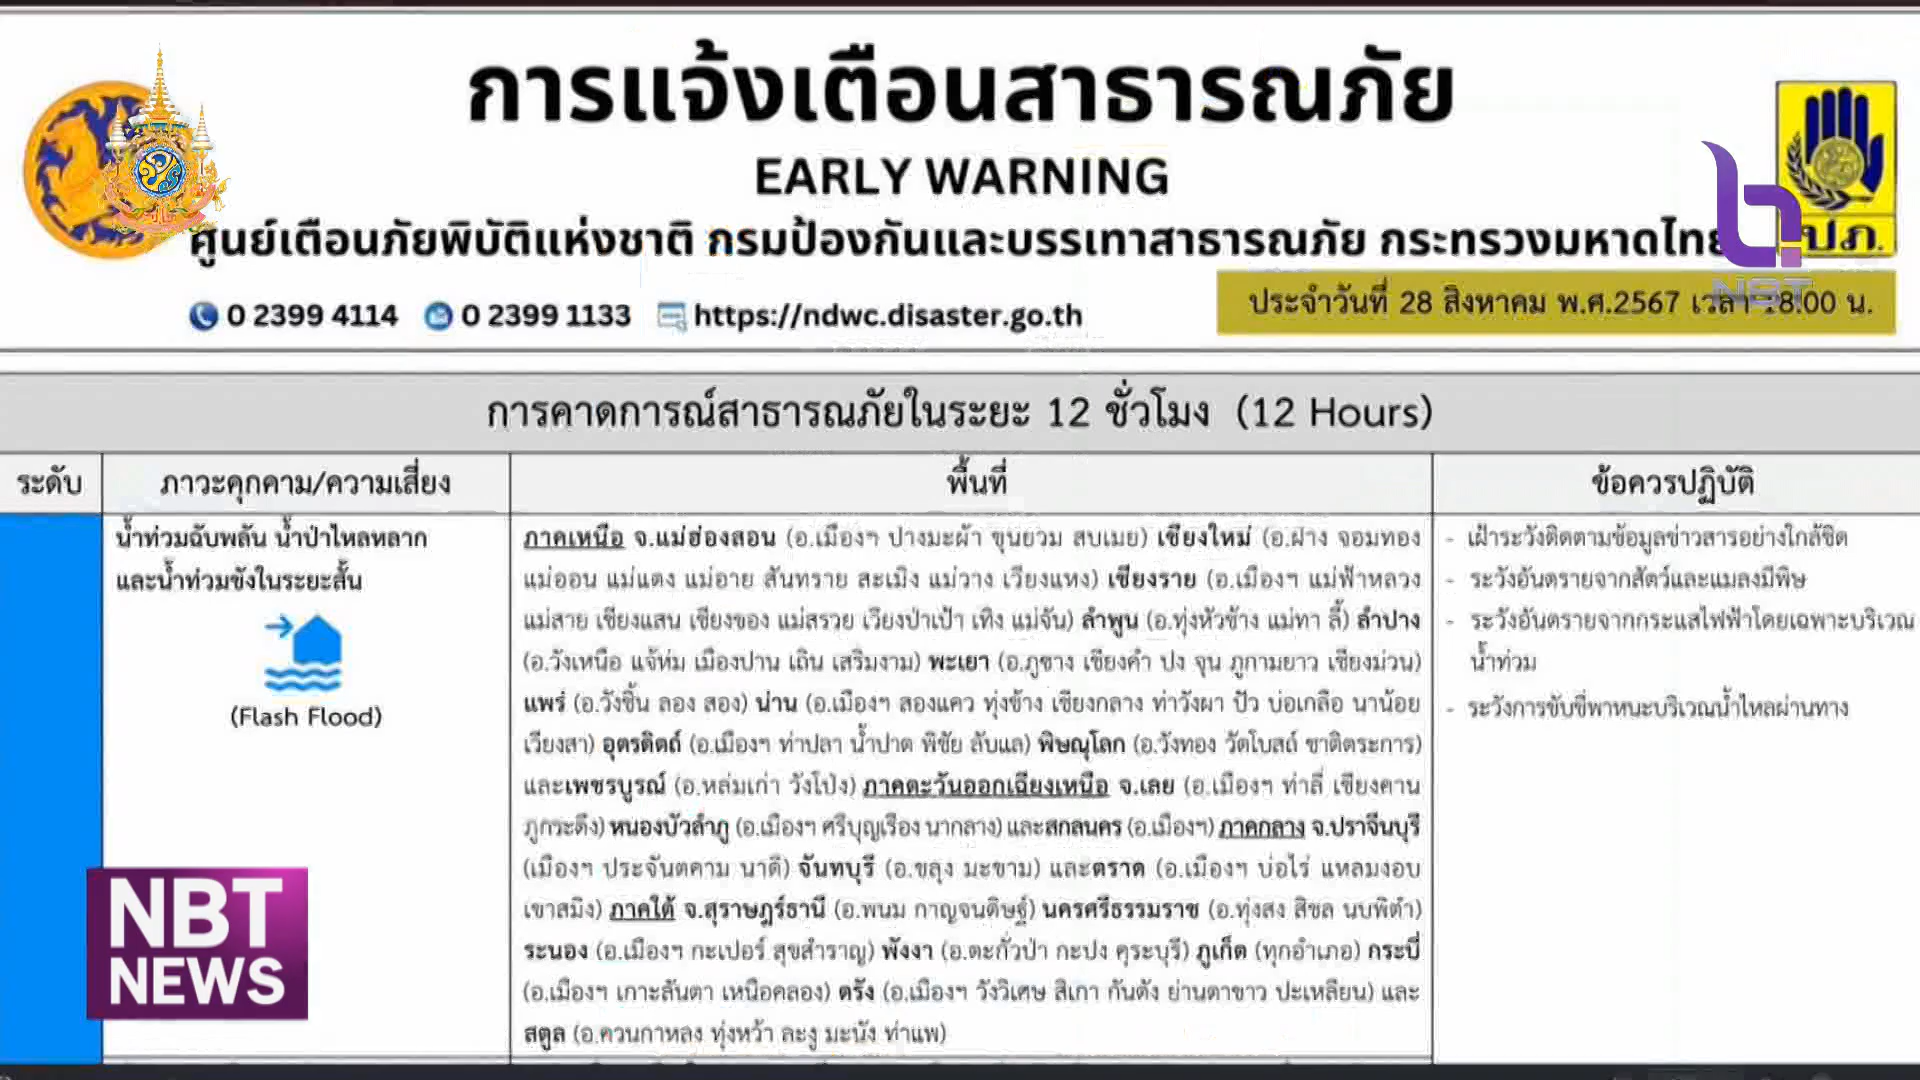 การแจ้งเตือนสาธารณภัย
EARLY WARNING
ศูนย์เตือนภัยพิบัติแห่งชาติ กรมป้องกันและบรรเทาสาธารณภัย กระทรวงมหาดไทย
ปภ.
NBT
0 2399 4114 0 2399 1133 https://ndwc.disaster.go.th
ประจำวันที่ 28 สิงหาคม พ.ศ.2567 เวลา 18.00 น.
การคาดการณ์สาธารณภัยในระยะ 12 ชั่วโมง (12 Hours)
ระดับ ภาวะคุกคาม/ความเสี่ยง พื้นที่ ข้อควรปฏิบัติ
น้ำท่วมฉับพลัน น้ำป่าไหลหลาก
และน้ำท่วมขังในระยะสั้น
(Flash Flood)
ภาคเหนือ จ.แม่ฮ่องสอน (อ.เมืองฯ ปางมะผ้า ขุนยวม สบเมย) เชียงใหม่ (อ.ฝาง จอมทอง
แม่ออน แม่แตง แม่อาย สันทราย สะเมิง แม่วาง เวียงแหง) เชียงราย (อ.เมืองฯ แม่ฟ้าหลวง
แม่สาย เชียงแสน เชียงของ แม่สรวย เวียงป่าเป้า เทิง แม่จัน) ลำพูน (อ.ทุ่งหัวช้าง แม่ทา ลี้) ลำปาง
(อ.วังเหนือ แจ้ห่ม เมืองปาน เถิน เสริมงาม) พะเยา (อ.ภูซาง เชียงคำ ปง จุน ภูกามยาว เชียงม่วน)
แพร่ (อ.วังชิ้น ลอง สอง) น่าน (อ.เมืองฯ สองแคว ทุ่งช้าง เชียงกลาง ท่าวังผา ปัว บ่อเกลือ นาน้อย
เวียงสา) อุตรดิตถ์ (อ.เมืองฯ ท่าปลา น้ำปาด พิชัย ลับแล) พิษณุโลก (อ.วังทอง วัดโบสถ์ ชาติตระการ)
และเพชรบูรณ์ (อ.หล่มเก่า วังโป่ง) ภาคตะวันออกเฉียงเหนือ จ.เลย (อ.เมืองฯ ท่าลี่ เชียงคาน
ภูกระดึง) หนองบัวลำภู (อ.เมืองฯ ศรีบุญเรือง นากลาง) และสกลนคร (อ.เมืองฯ) ภาคกลาง จ.ปราจีนบุรี
(เมืองฯ ประจันตคาม นาดี) จันทบุรี (อ.ขลุง มะขาม) และตราด (อ.เมืองฯ บ่อไร่ แหลมงอบ
เขาสมิง) ภาคใต้ จ.สุราษฎร์ธานี (อ.พนม กาญจนดิษฐ์) นครศรีธรรมราช (อ.ทุ่งสง สิชล นบพิตำ)
ระนอง (อ.เมืองฯ กะเปอร์ สุขสำราญ) พังงา (อ.ตะกั่วป่า กะปง คุระบุรี) ภูเก็ต (ทุกอำเภอ) กระบี่
(อ.เมืองฯ เกาะลันตา เหนือคลอง) ตรัง (อ.เมืองฯ วังวิเศษ สิเกา กันตัง ย่านตาขาว ปะเหลียน) และ
สตูล (อ.ควนกาหลง ทุ่งหว้า ละงู มะนัง ท่าแพ)
- เฝ้าระวังติดตามข้อมูลข่าวสารอย่างใกล้ชิด
- ระวังอันตรายจากสัตว์และแมลงมีพิษ
- ระวังอันตรายจากกระแสไฟฟ้าโดยเฉพาะบริเวณ
น้ำท่วม
- ระวังการขับขี่พาหนะบริเวณน้ำไหลผ่านทาง
NBT
NEWS